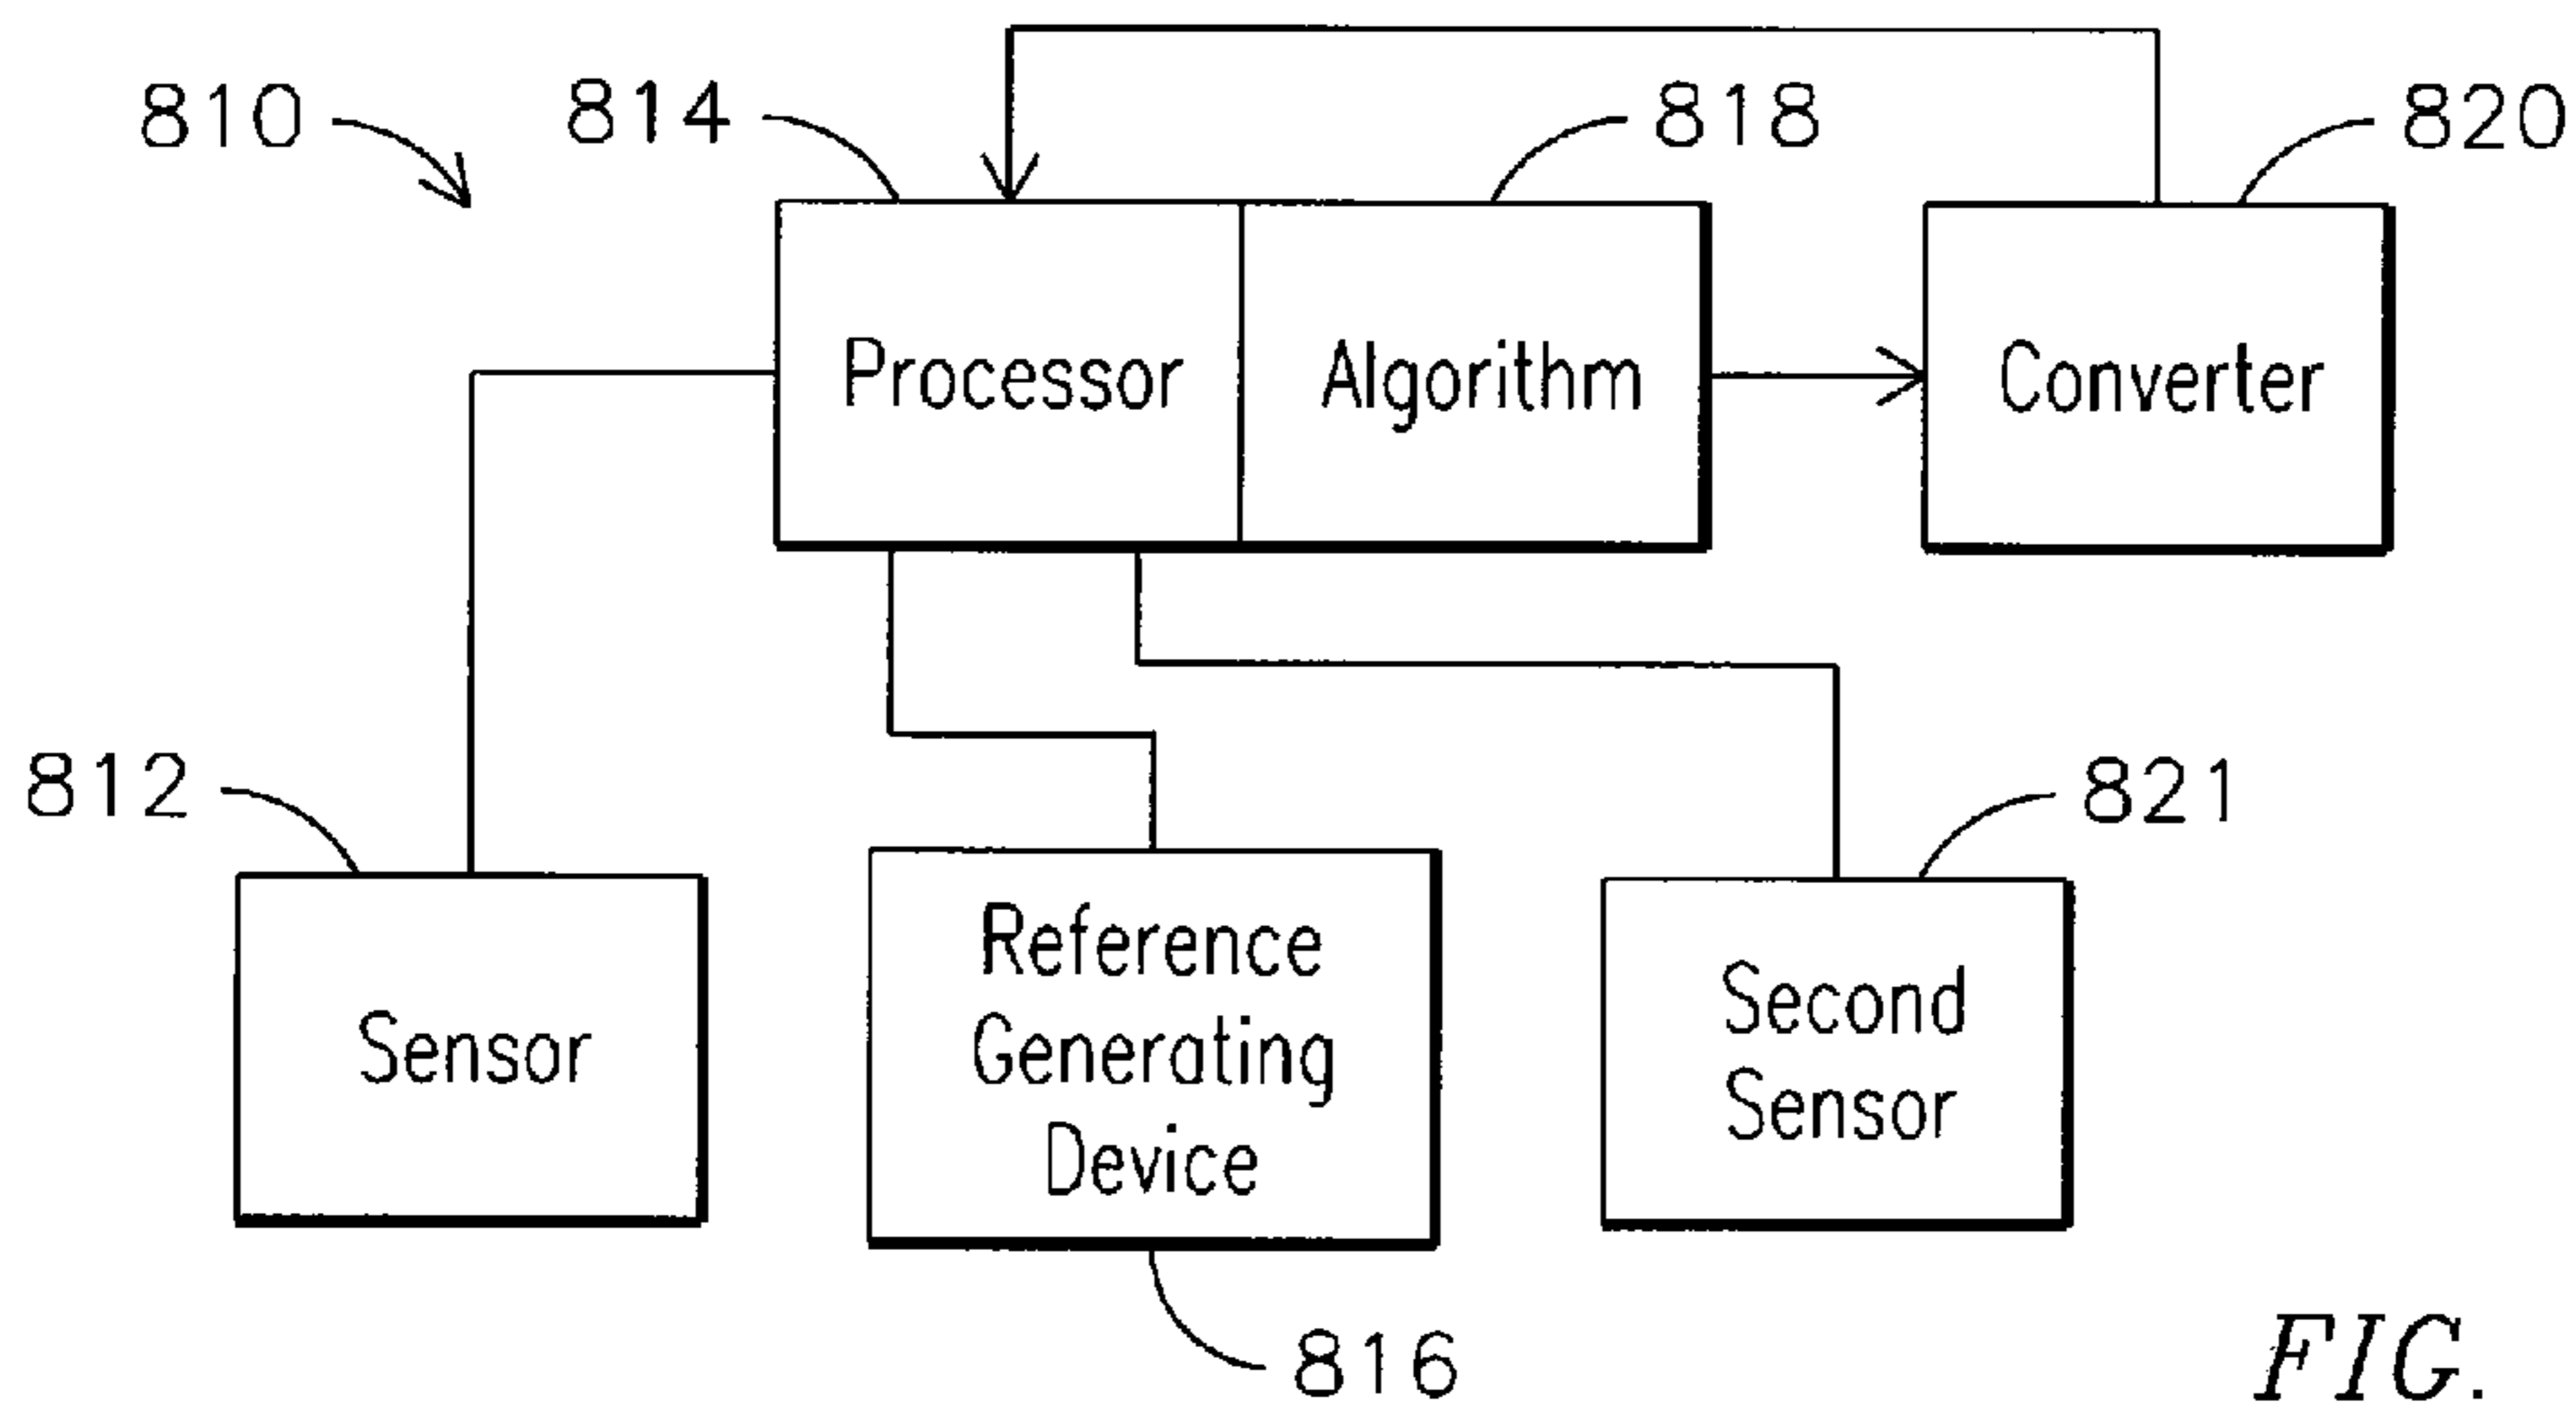 810
814
818
820
Processor
Algorithm
Converter
812
821
Sensor
Reference
Generating
Device
Second
Sensor
816
FIG.